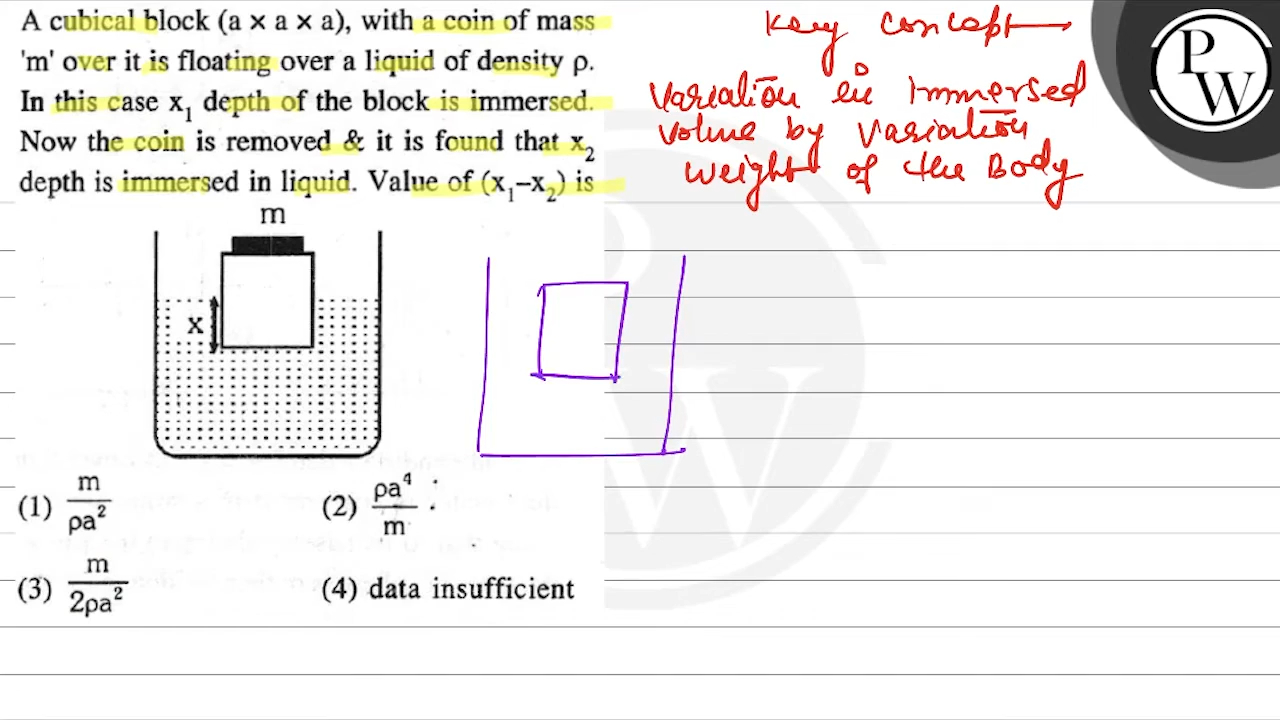 A cubical block (a × a × a), with a coin of mass
'm' over it is floating over a liquid of density ρ.
In this case x₁ depth of the block is immersed.
Now the coin is removed & it is found that x₂
depth is immersed in liquid. Value of (x₁–x₂) is
m
x
(1) m/ρa²
(2) ρa⁴/m
(3) m/2ρa²
(4) data insufficient
Key concept
Variation in immersed
volume by variation
weight of the Body
P
W